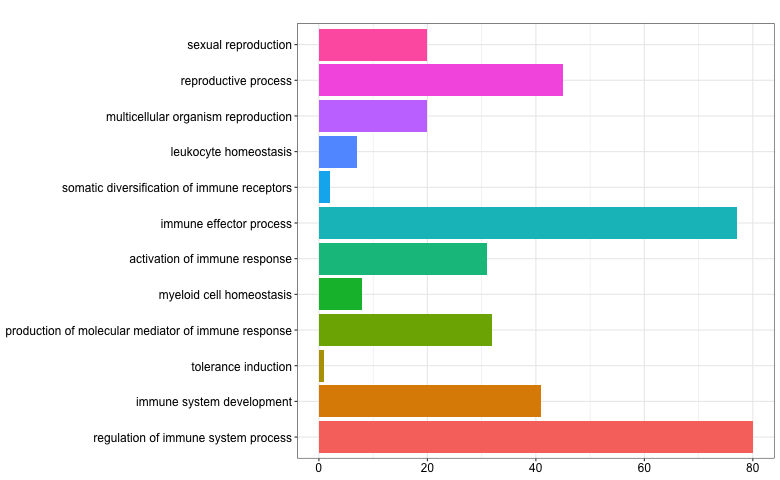 sexual reproduction
reproductive process
multicellular organism reproduction
leukocyte homeostasis
somatic diversification of immune receptors
immune effector process
activation of immune response
myeloid cell homeostasis
production of molecular mediator of immune response
tolerance induction
immune system development
regulation of immune system process
0 20 40 60 80